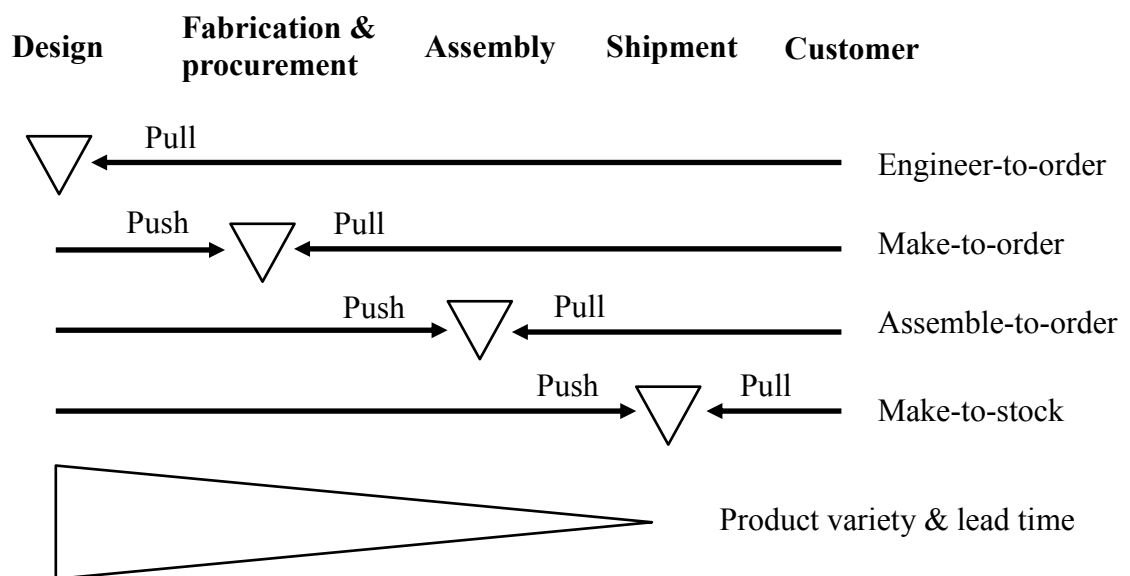 Design
Fabrication &
procurement
Assembly
Shipment
Customer
Pull
Engineer-to-order
Push
Pull
Make-to-order
Push
Pull
Assemble-to-order
Push
Pull
Make-to-stock
Product variety & lead time